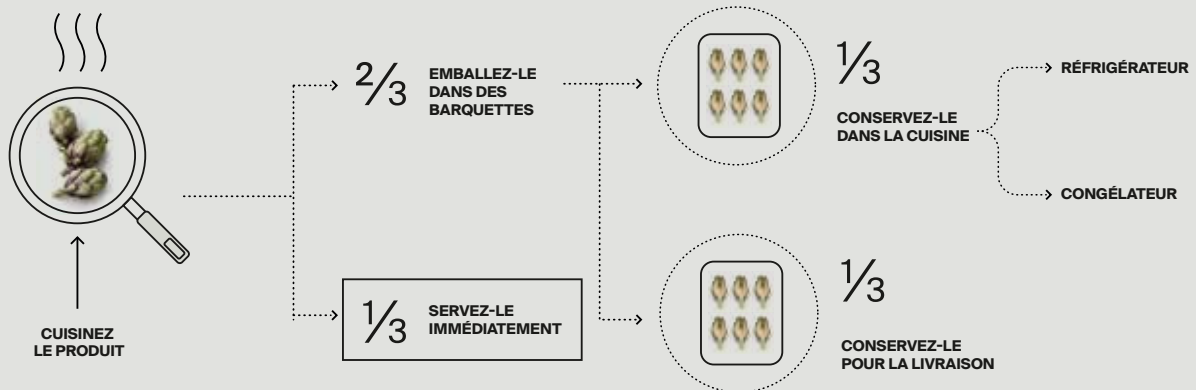 CUISINEZ
LE PRODUIT
2/3
EMBALLEZ-LE
DANS DES
BARQUETTES
1/3
SERVEZ-LE
IMMÉDIATEMENT
1/3
CONSERVEZ-LE
DANS LA CUISINE
RÉFRIGÉRATEUR
CONGÉLATEUR
1/3
CONSERVEZ-LE
POUR LA LIVRAISON